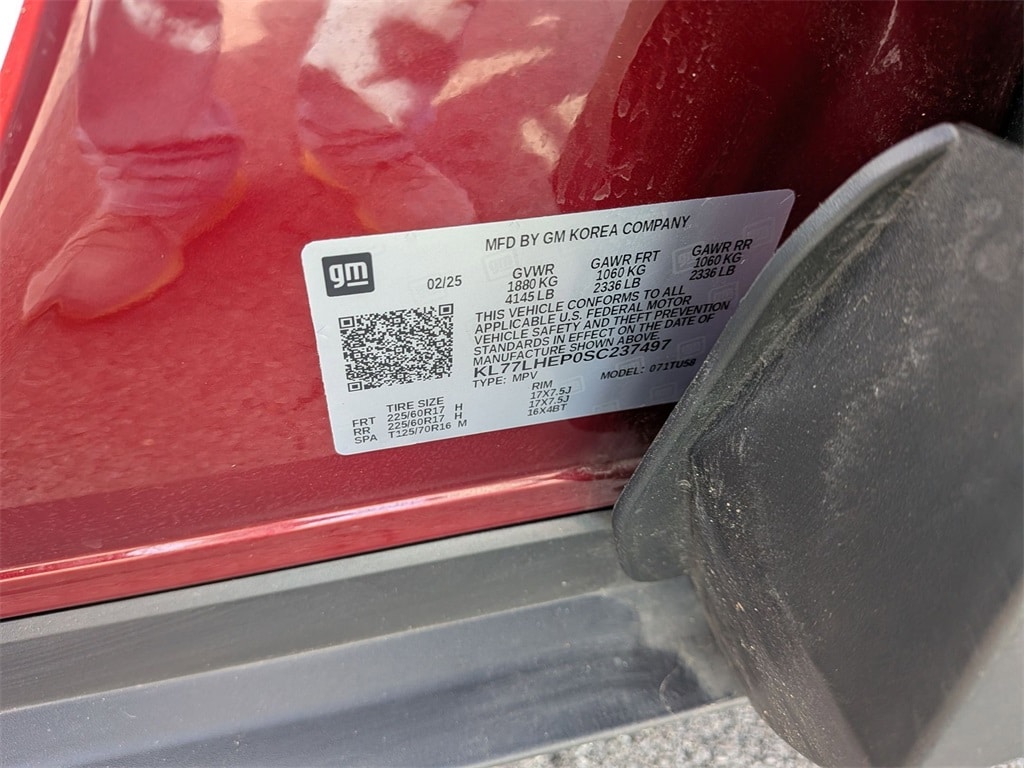 MFD BY GM KOREA COMPANY
gm
02/25
GVWR GAWR FRT GAWR RR
1880 KG 1060 KG 1060 KG
4145 LB 2336 LB 2336 LB
THIS VEHICLE CONFORMS TO ALL
APPLICABLE U.S. FEDERAL MOTOR
VEHICLE SAFETY AND THEFT PREVENTION
STANDARDS IN EFFECT ON THE DATE OF
MANUFACTURE SHOWN ABOVE.
KL77LHEP0SC237497
TYPE: MPV MODEL: 071TU58
TIRE SIZE RIM
FRT 225/60R17 H 17X7.5J
RR 225/60R17 H 17X7.5J
SPA T125/70R16 M 16X4BT